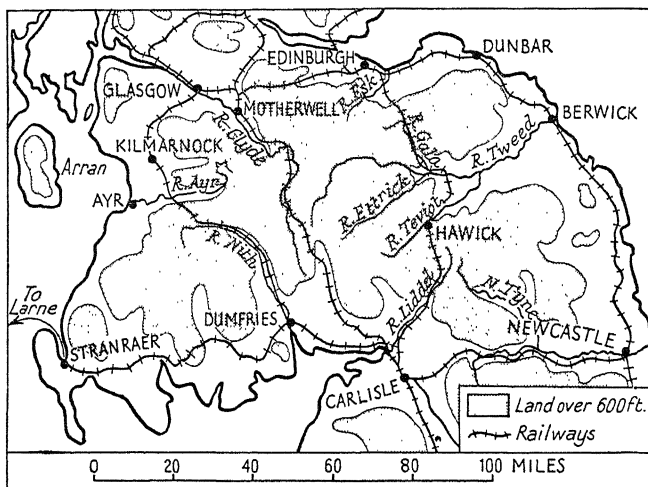 EDINBURGH
DUNBAR
GLASGOW
R. Esk
MOTHERWELL
BERWICK
R. Clyde
R. Gala
R. Tweed
KILMARNOCK
Arran
R. Ayr
AYR
R. Ettrick
R. Teviot
HAWICK
R. Nith
N. Tyne
To
Larne
R. Liddel
DUMFRIES
NEWCASTLE
STRANRAER
CARLISLE
Land over 600ft.
Railways
0 20 40 60 80 100 MILES